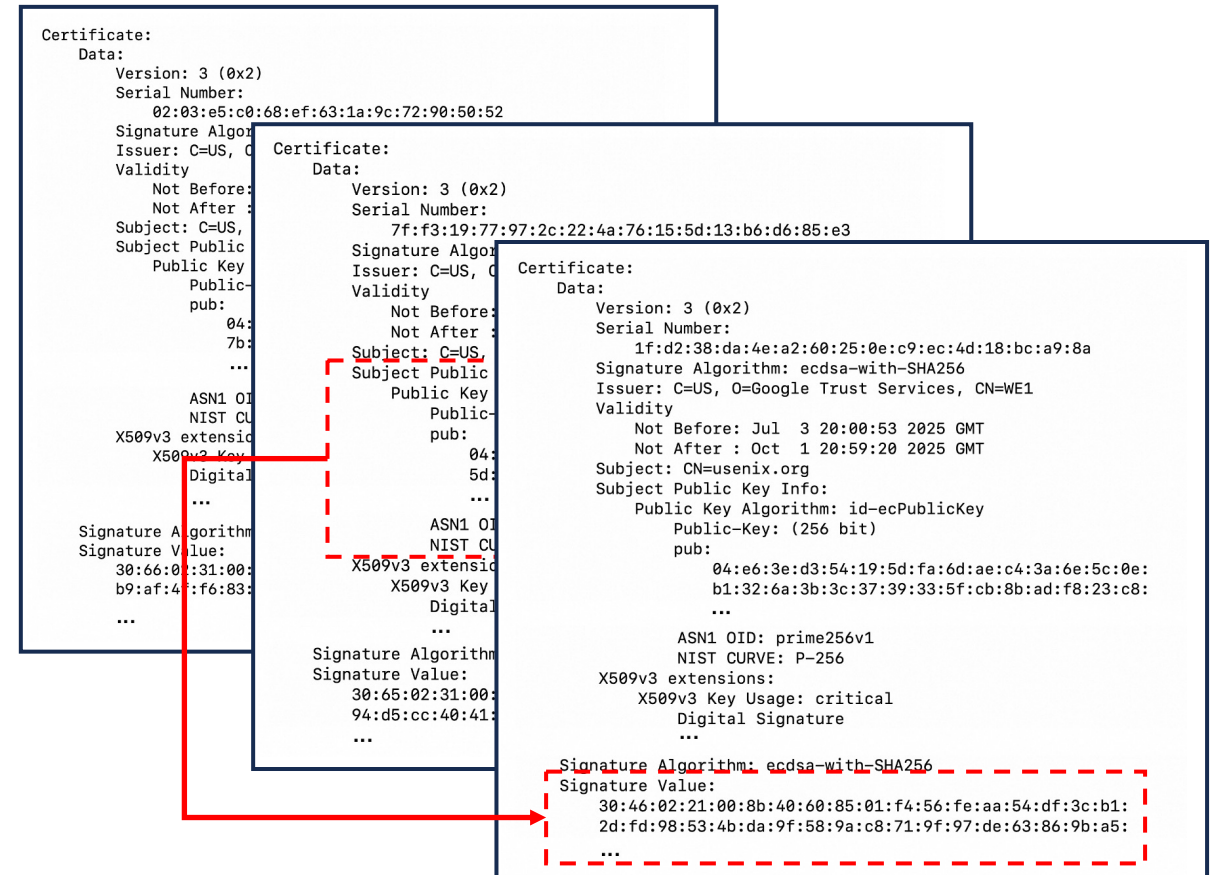 Certificate:
Data:
Version: 3 (0x2)
Serial Number:
02:03:e5:c0:68:ef:63:1a:9c:72:90:50:52
Signature Algor
Issuer: C=US, O
Validity
Not Before:
Not After :
Subject: C=US,
Subject Public
Public Key
Public-
pub:
04:
7b:
...
ASN1 OI
NIST CU
X509v3 extensio
X509v3 Key
Digital
...
Signature Algorithm
Signature Value:
30:66:02:31:00:
b9:af:4f:f6:83:
...
Certificate:
Data:
Version: 3 (0x2)
Serial Number:
7f:f3:19:77:97:2c:22:4a:76:15:5d:13:b6:d6:85:e3
Signature Algor
Issuer: C=US, O
Validity
Not Before:
Not After :
Subject: C=US,
Subject Public
Public Key
Public-
pub:
04:
5d:
...
ASN1 OI
NIST CU
X509v3 extensio
X509v3 Key
Digital
...
Signature Algorithm
Signature Value:
30:65:02:31:00:
94:d5:cc:40:41:
...
Certificate:
Data:
Version: 3 (0x2)
Serial Number:
1f:d2:38:da:4e:a2:60:25:0e:c9:ec:4d:18:bc:a9:8a
Signature Algorithm: ecdsa-with-SHA256
Issuer: C=US, O=Google Trust Services, CN=WE1
Validity
Not Before: Jul  3 20:00:53 2025 GMT
Not After : Oct  1 20:59:20 2025 GMT
Subject: CN=usenix.org
Subject Public Key Info:
Public Key Algorithm: id-ecPublicKey
Public-Key: (256 bit)
pub:
04:e6:3e:d3:54:19:5d:fa:6d:ae:c4:3a:6e:5c:0e:
b1:32:6a:3b:3c:37:39:33:5f:cb:8b:ad:f8:23:c8:
...
ASN1 OID: prime256v1
NIST CURVE: P-256
X509v3 extensions:
X509v3 Key Usage: critical
Digital Signature
...
Signature Algorithm: ecdsa-with-SHA256
Signature Value:
30:46:02:21:00:8b:40:60:85:01:f4:56:fe:aa:54:df:3c:b1:
2d:fd:98:53:4b:da:9f:58:9a:c8:71:9f:97:de:63:86:9b:a5:
...